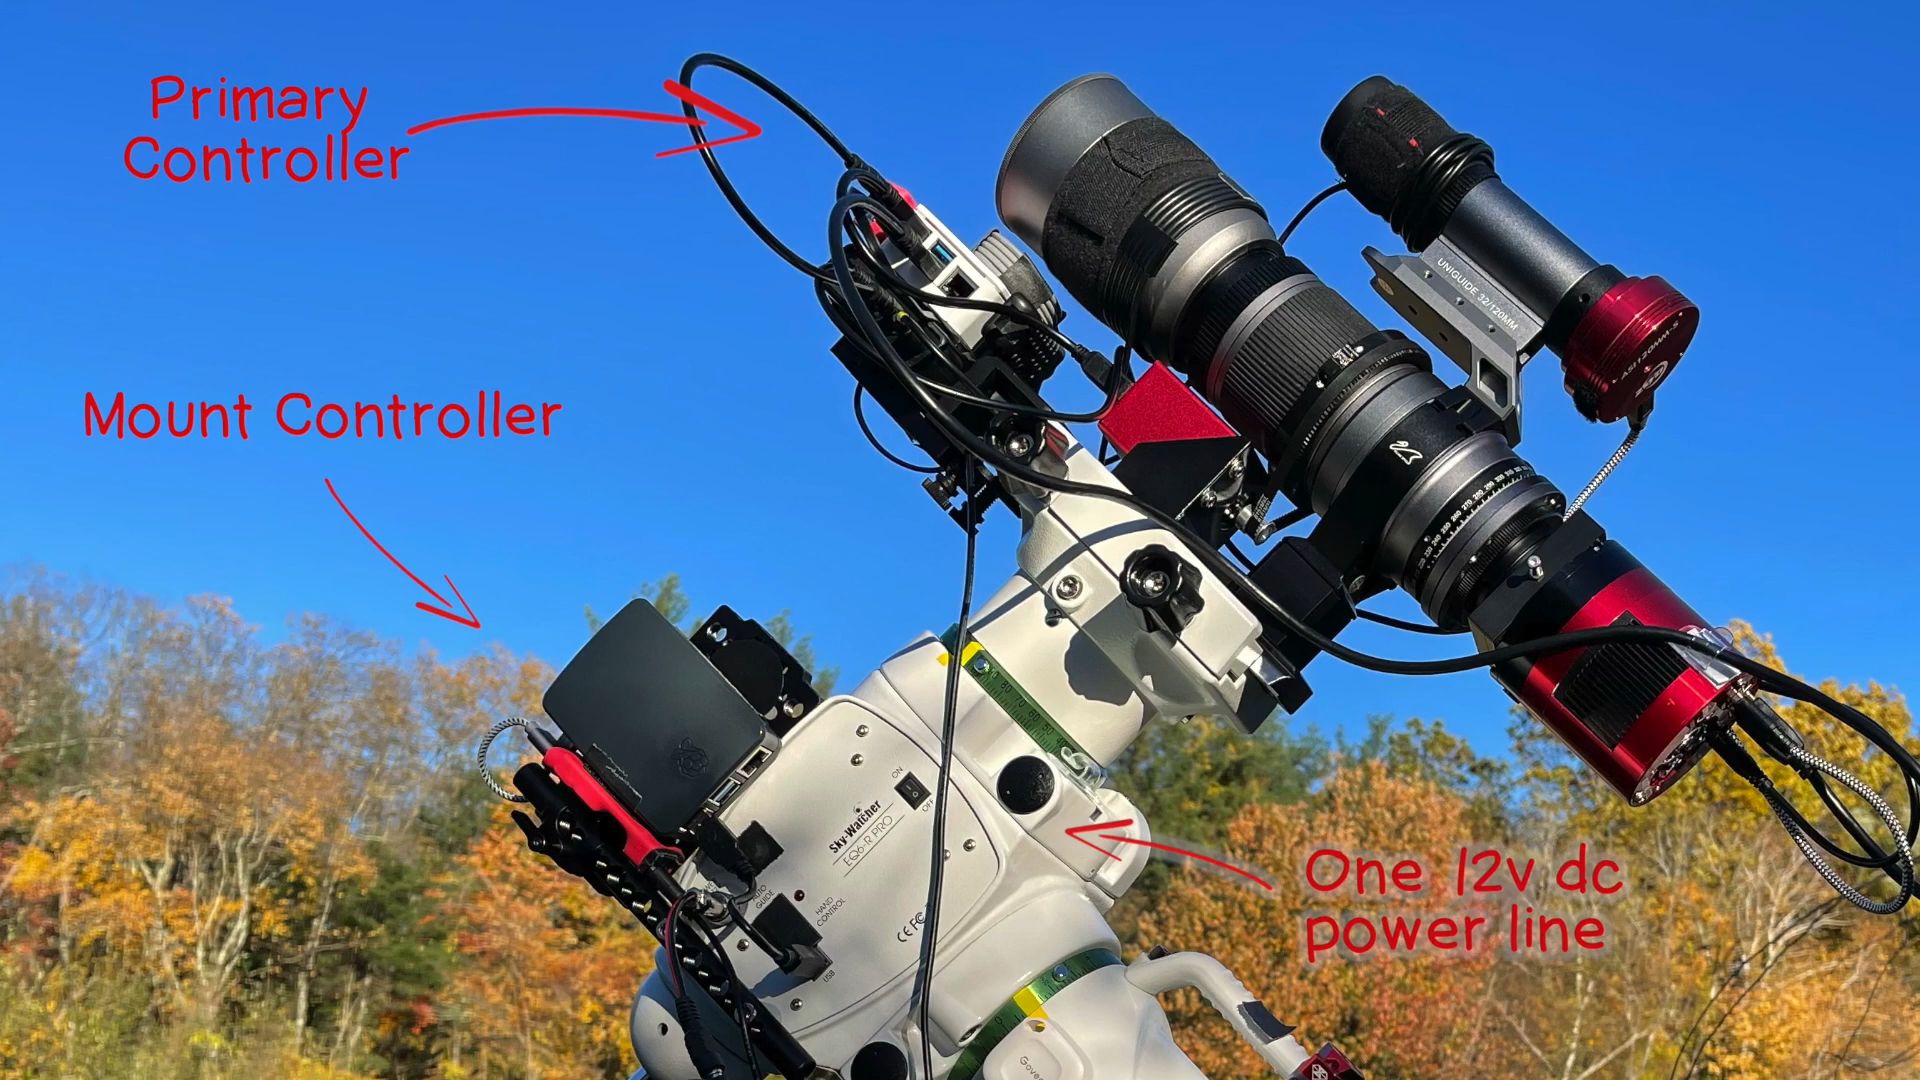 Primary
Controller
Mount Controller
One 12v dc
power line
UNIGUIDE 32/120MM
ASI120MM-S
Sky-Watcher
EQ6-R PRO
ON
OFF
AUTO
GUIDE
HAND
CONTROL
USB